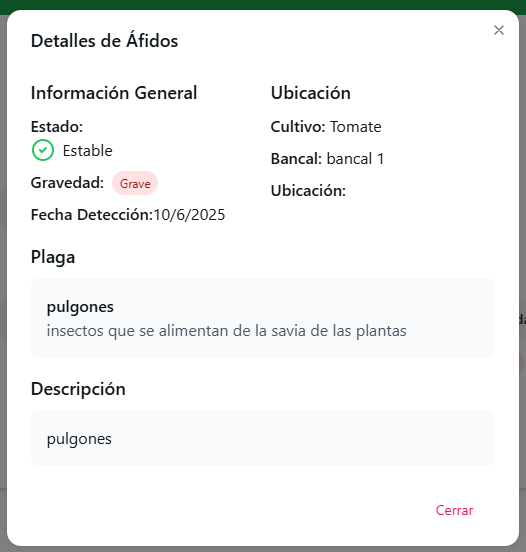 Detalles de Áfidos
Información General
Estado:
Estable
Gravedad: Grave
Fecha Detección:10/6/2025
Ubicación
Cultivo: Tomate
Bancal: bancal 1
Ubicación:
Plaga
pulgones
insectos que se alimentan de la savia de las plantas
Descripción
pulgones
Cerrar